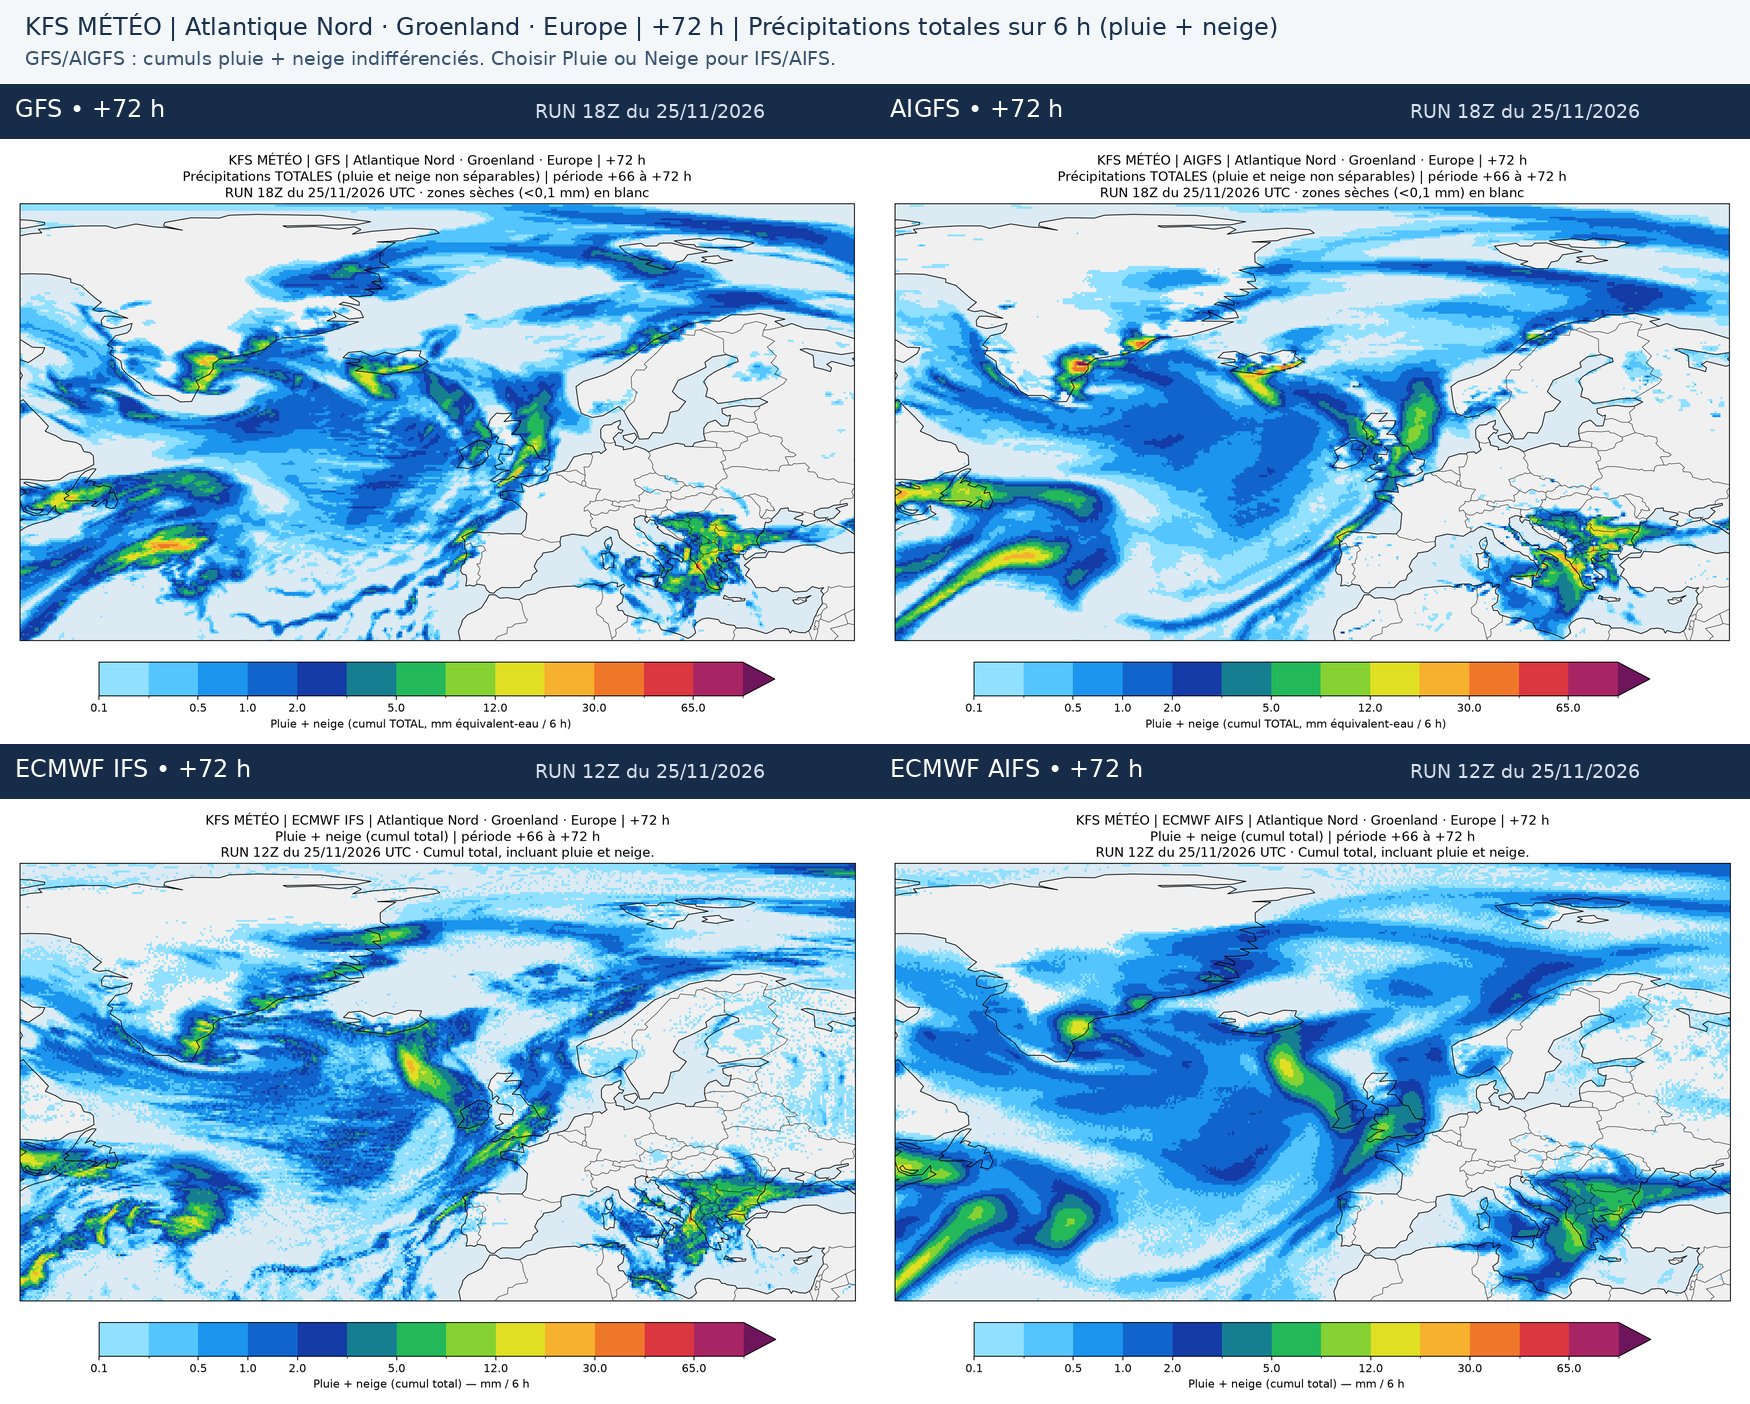 KFS MÉTÉO | Atlantique Nord · Groenland · Europe | +72 h | Précipitations totales sur 6 h (pluie + neige)
GFS/AIGFS : cumuls pluie + neige indifférenciés. Choisir Pluie ou Neige pour IFS/AIFS.
GFS • +72 h
RUN 18Z du 25/11/2026
AIGFS • +72 h
RUN 18Z du 25/11/2026
KFS MÉTÉO | GFS | Atlantique Nord · Groenland · Europe | +72 h
Précipitations TOTALES (pluie et neige non séparables) | période +66 à +72 h
RUN 18Z du 25/11/2026 UTC · zones sèches (<0,1 mm) en blanc
KFS MÉTÉO | AIGFS | Atlantique Nord · Groenland · Europe | +72 h
Précipitations TOTALES (pluie et neige non séparables) | période +66 à +72 h
RUN 18Z du 25/11/2026 UTC · zones sèches (<0,1 mm) en blanc
0.1 0.5 1.0 2.0 5.0 12.0 30.0 65.0
Pluie + neige (cumul TOTAL, mm équivalent-eau / 6 h)
0.1 0.5 1.0 2.0 5.0 12.0 30.0 65.0
Pluie + neige (cumul TOTAL, mm équivalent-eau / 6 h)
ECMWF IFS • +72 h
RUN 12Z du 25/11/2026
ECMWF AIFS • +72 h
RUN 12Z du 25/11/2026
KFS MÉTÉO | ECMWF IFS | Atlantique Nord · Groenland · Europe | +72 h
Pluie + neige (cumul total) | période +66 à +72 h
RUN 12Z du 25/11/2026 UTC · Cumul total, incluant pluie et neige.
KFS MÉTÉO | ECMWF AIFS | Atlantique Nord · Groenland · Europe | +72 h
Pluie + neige (cumul total) | période +66 à +72 h
RUN 12Z du 25/11/2026 UTC · Cumul total, incluant pluie et neige.
0.1 0.5 1.0 2.0 5.0 12.0 30.0 65.0
Pluie + neige (cumul total) — mm / 6 h
0.1 0.5 1.0 2.0 5.0 12.0 30.0 65.0
Pluie + neige (cumul total) — mm / 6 h